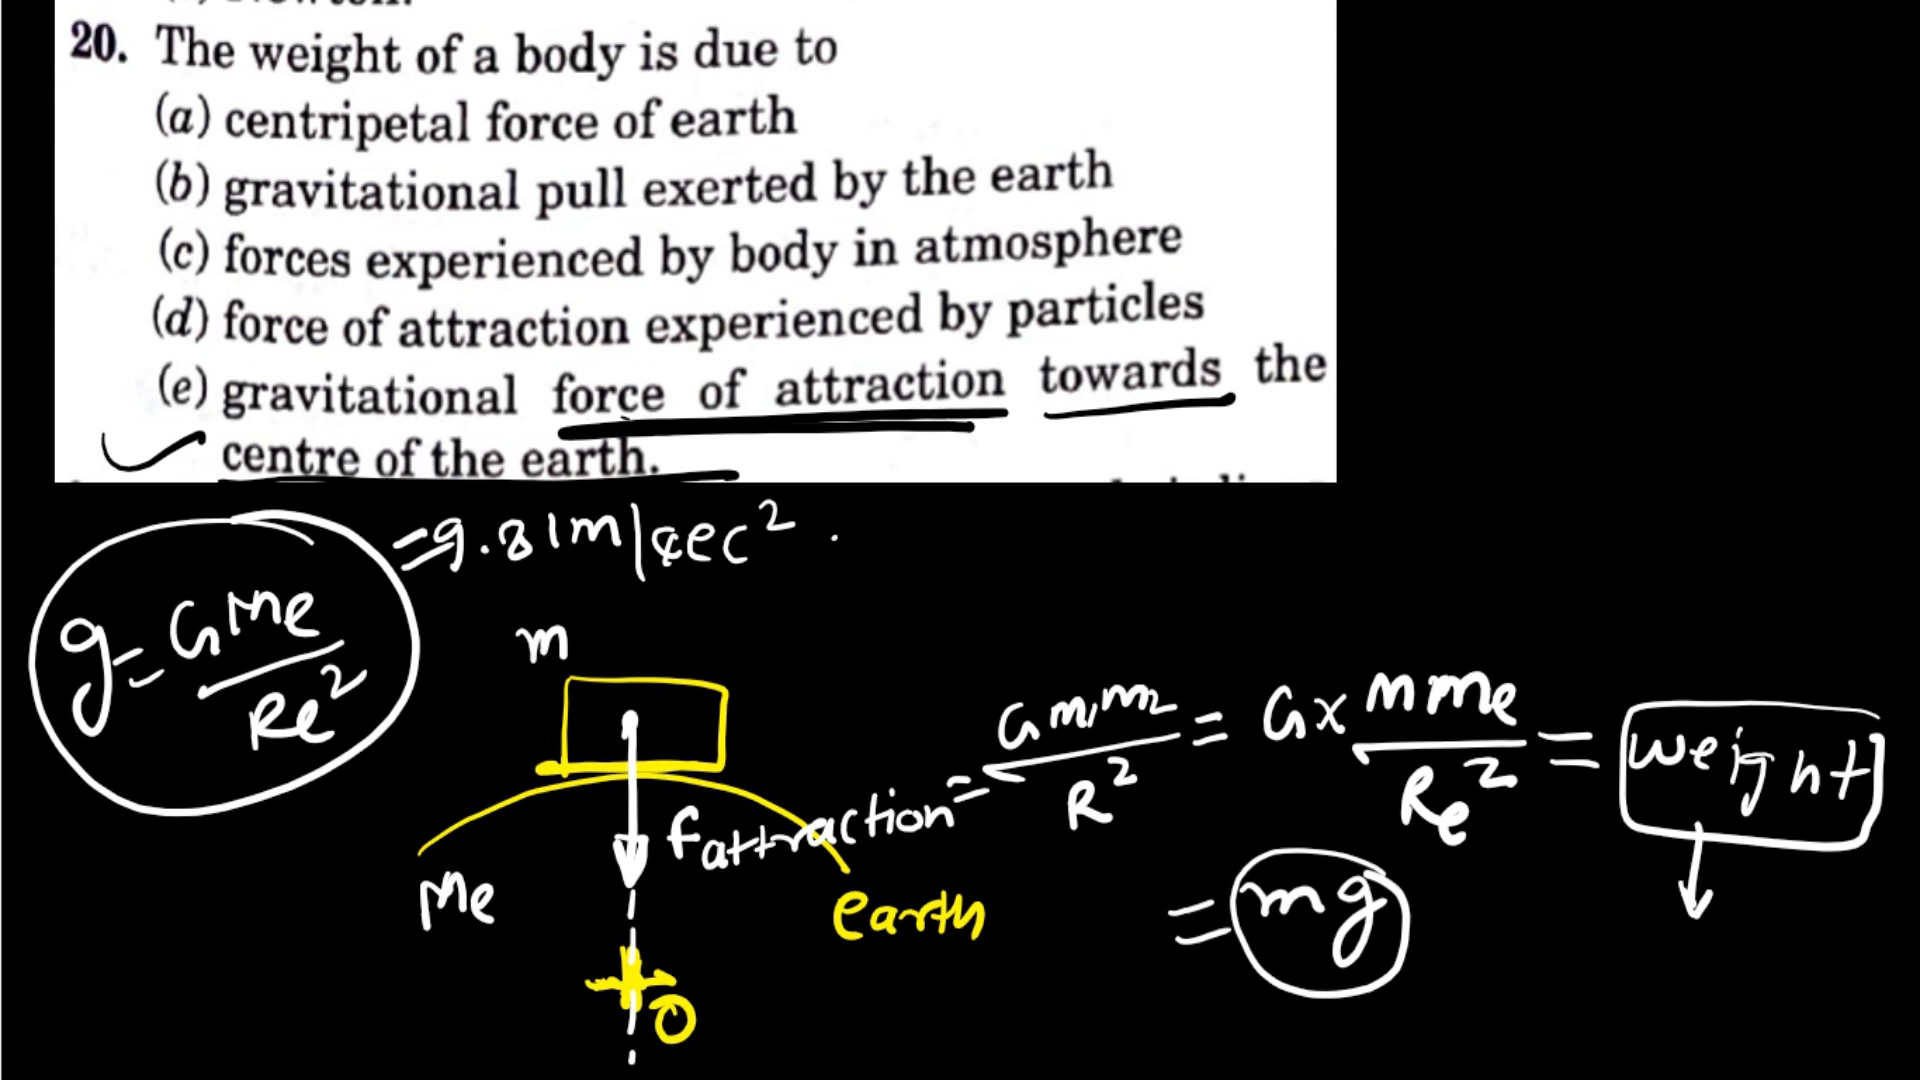 20. The weight of a body is due to
(a) centripetal force of earth
(b) gravitational pull exerted by the earth
(c) forces experienced by body in atmosphere
(d) force of attraction experienced by particles
(e) gravitational force of attraction towards the
centre of the earth.
= 9.81m/sec² .
g = GMe/Re²
m
Fattraction = Gm₁m₂/R² = G x mme/Re² = weight
Me
earth
= mg
O